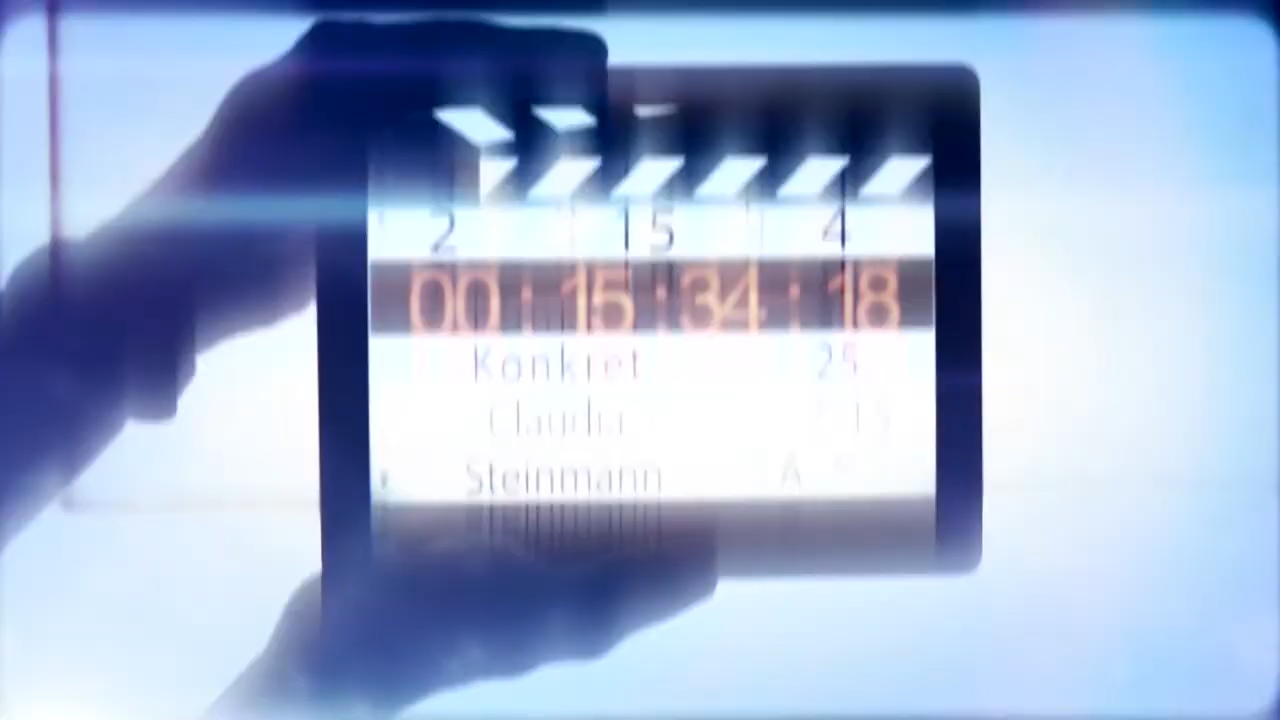 2 15 4
00:15:34:18
Konkret 25
Claudia
Steinmann A